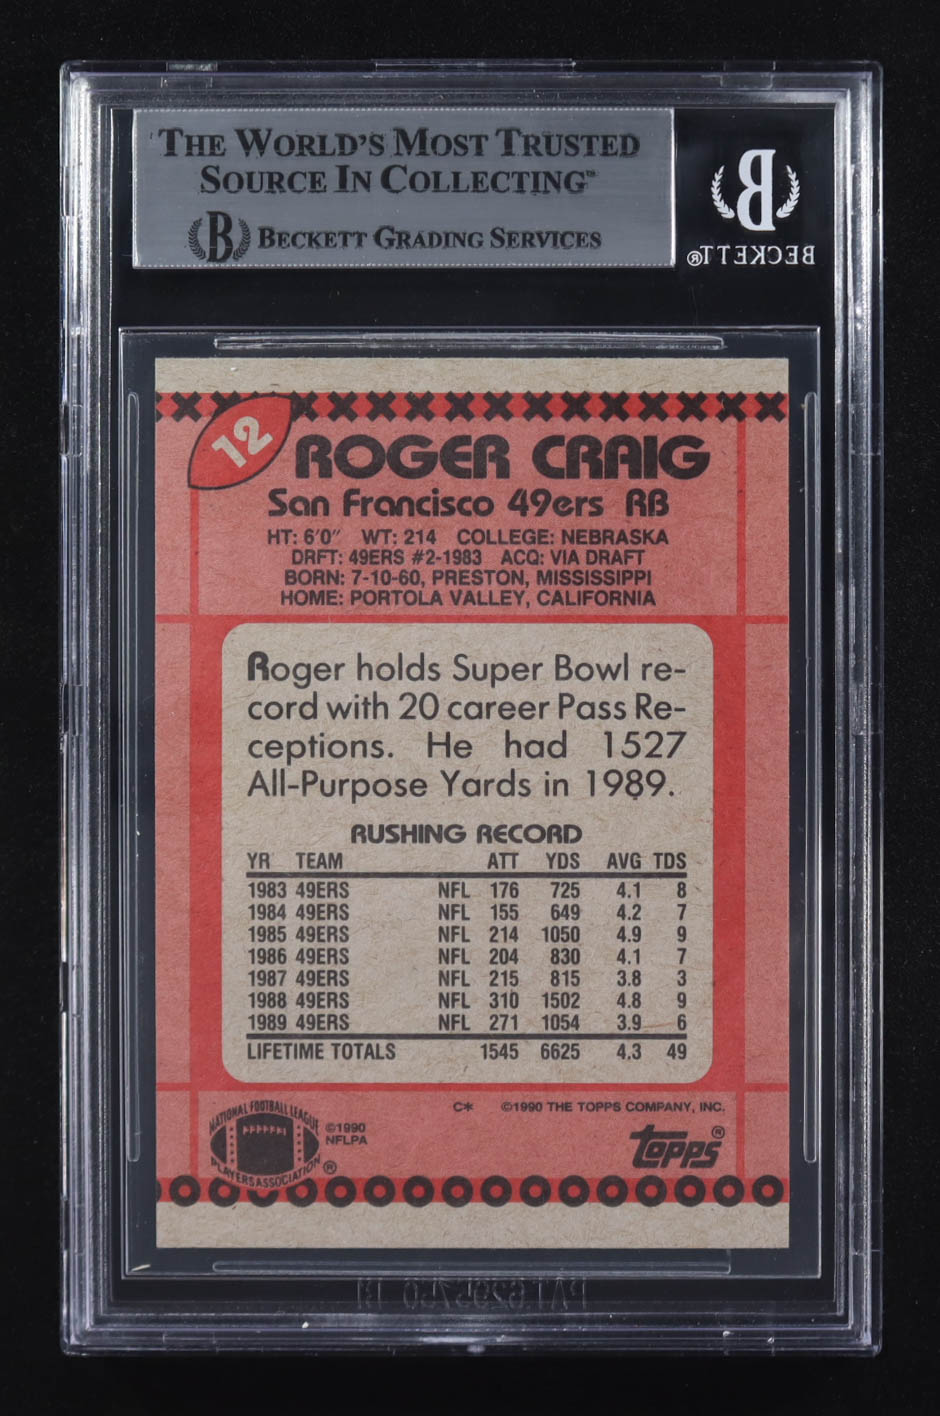 THE WORLD'S MOST TRUSTED
SOURCE IN COLLECTING™
B BECKETT GRADING SERVICES
B
BECKETT®
12
ROGER CRAIG
San Francisco 49ers RB
HT: 6'0" WT: 214 COLLEGE: NEBRASKA
DRFT: 49ERS #2-1983 ACQ: VIA DRAFT
BORN: 7-10-60, PRESTON, MISSISSIPPI
HOME: PORTOLA VALLEY, CALIFORNIA
Roger holds Super Bowl re-
cord with 20 career Pass Re-
ceptions. He had 1527
All-Purpose Yards in 1989.
RUSHING RECORD
YR TEAM ATT YDS AVG TDS
1983 49ERS NFL 176 725 4.1 8
1984 49ERS NFL 155 649 4.2 7
1985 49ERS NFL 214 1050 4.9 9
1986 49ERS NFL 204 830 4.1 7
1987 49ERS NFL 215 815 3.8 3
1988 49ERS NFL 310 1502 4.8 9
1989 49ERS NFL 271 1054 3.9 6
LIFETIME TOTALS 1545 6625 4.3 49
C* ©1990 THE TOPPS COMPANY, INC.
NATIONAL FOOTBALL LEAGUE
PLAYERS ASSOCIATION ®
©1990
NFLPA
topps®